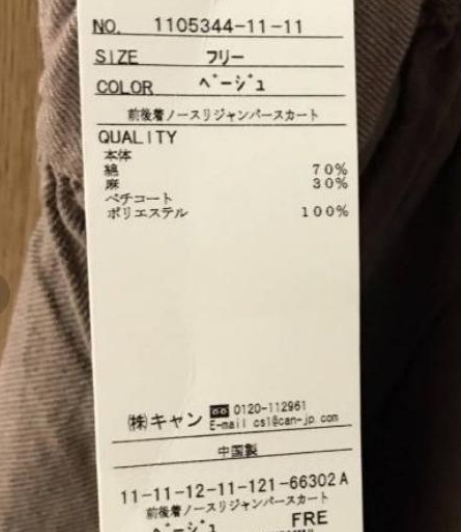 NO. 1105344-11-11
SIZE フリー
COLOR ベージュ
前後着ノースリジャンパースカート
QUALITY
本体
綿 70%
麻 30%
ペチコート
ポリエステル 100%
㈱キャン 0120-112961
E-mail cs1@can-jp.com
中国製
11-11-12-11-121-66302 A
前後着ノースリジャンパースカート
ベージュ FRE